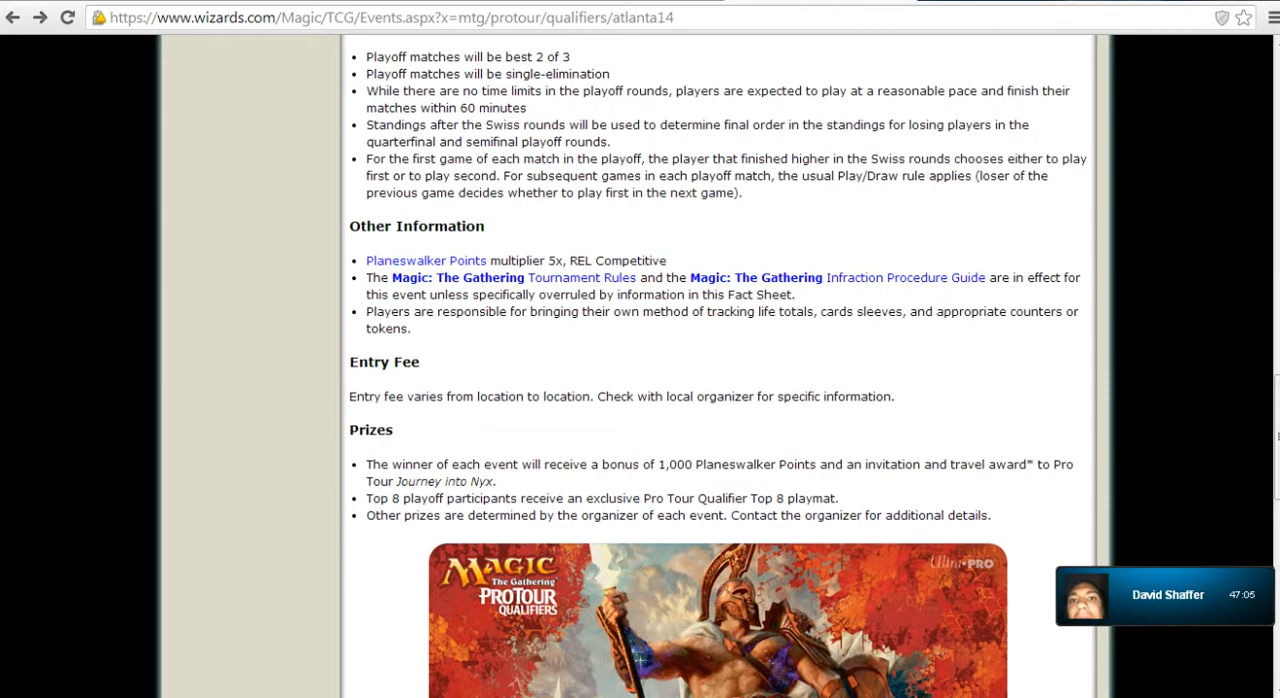 https://www.wizards.com/Magic/TCG/Events.aspx?x=mtg/protour/qualifiers/atlanta14
• Playoff matches will be best 2 of 3
• Playoff matches will be single-elimination
• While there are no time limits in the playoff rounds, players are expected to play at a reasonable pace and finish their
matches within 60 minutes
• Standings after the Swiss rounds will be used to determine final order in the standings for losing players in the
quarterfinal and semifinal playoff rounds.
• For the first game of each match in the playoff, the player that finished higher in the Swiss rounds chooses either to play
first or to play second. For subsequent games in each playoff match, the usual Play/Draw rule applies (loser of the
previous game decides whether to play first in the next game).
Other Information
• Planeswalker Points multiplier 5x, REL Competitive
• The Magic: The Gathering Tournament Rules and the Magic: The Gathering Infraction Procedure Guide are in effect for
this event unless specifically overruled by information in this Fact Sheet.
• Players are responsible for bringing their own method of tracking life totals, cards sleeves, and appropriate counters or
tokens.
Entry Fee
Entry fee varies from location to location. Check with local organizer for specific information.
Prizes
• The winner of each event will receive a bonus of 1,000 Planeswalker Points and an invitation and travel award* to Pro
Tour Journey into Nyx.
• Top 8 playoff participants receive an exclusive Pro Tour Qualifier Top 8 playmat.
• Other prizes are determined by the organizer of each event. Contact the organizer for additional details.
MAGIC
The Gathering
PROTOUR
QUALIFIERS
Ultra PRO
David Shaffer 47:05